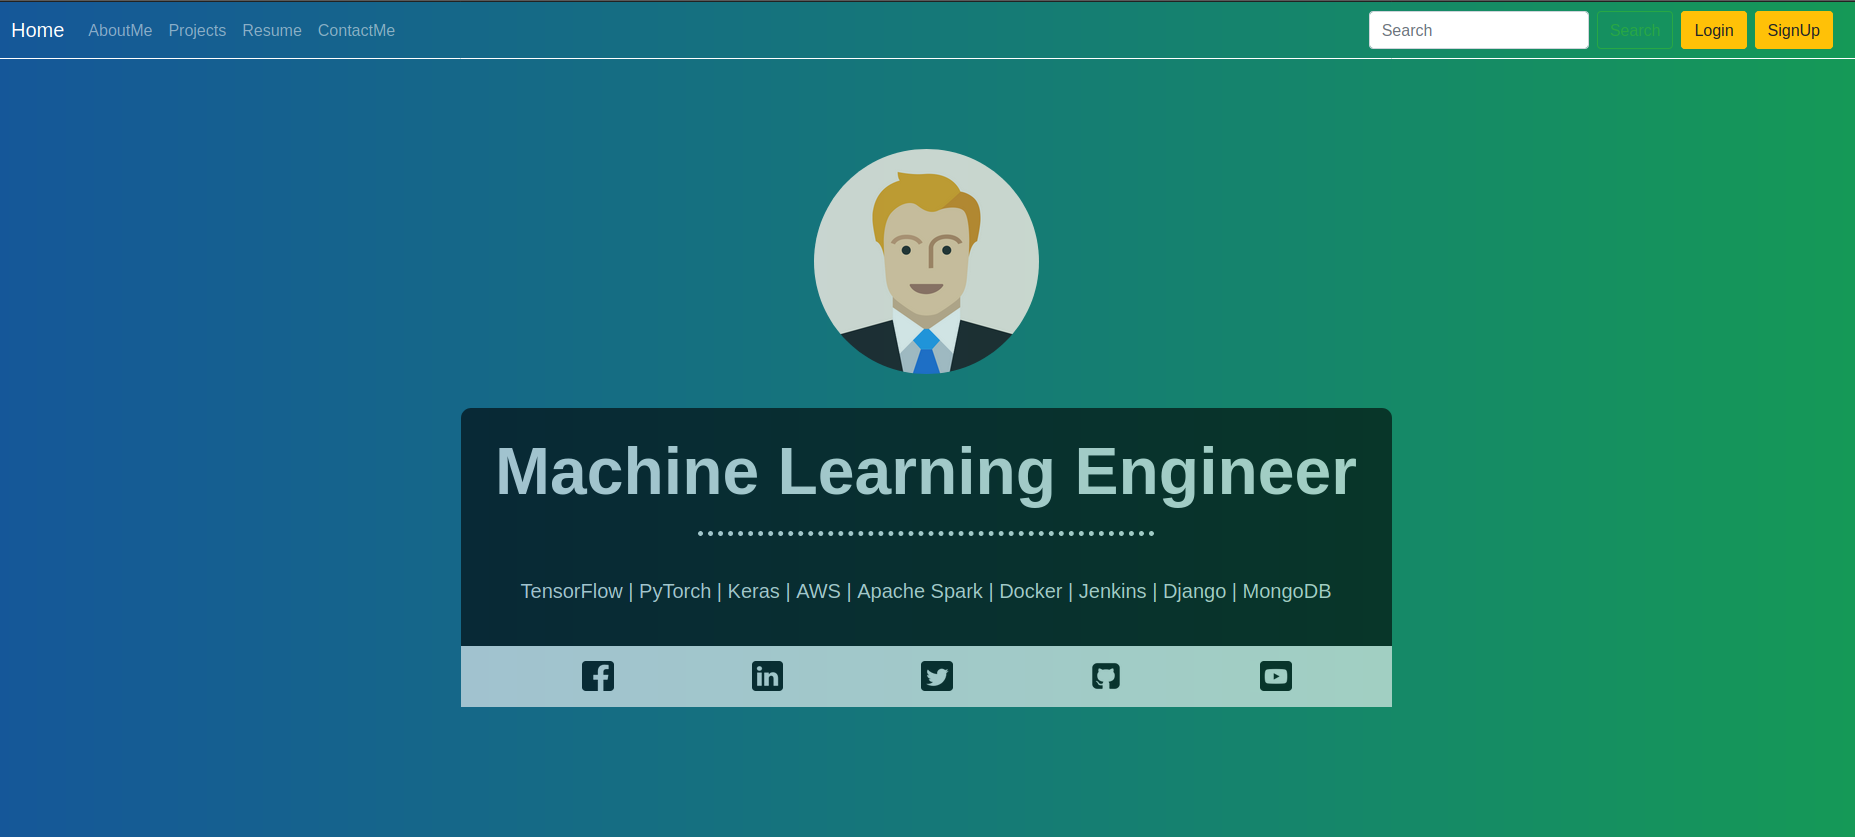 Home AboutMe Projects Resume ContactMe Search Search Login SignUp
Machine Learning Engineer
TensorFlow | PyTorch | Keras | AWS | Apache Spark | Docker | Jenkins | Django | MongoDB